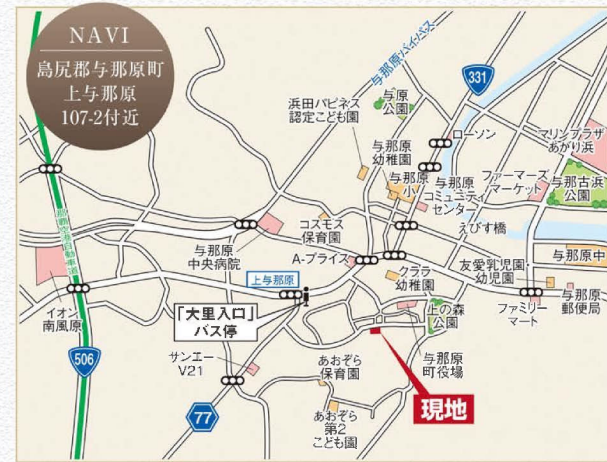 NAVI
島尻郡与那原町
上与那原
107-2付近
与那原バイパス
331
浜田ハピネス
認定こども園
与原
公園
ローソン
マリンプラザ
あがり浜
与那原
幼稚園
与那原
小
与那原
コミュニティ
センター
ファーマーズ
マーケット
与那古浜
公園
えびす橋
那覇空港自動車道
与那原
中央病院
コスモス
保育園
A-プライス
クララ
幼稚園
友愛乳児園・
幼児園
与那原中
上与那原
イオン
南風原
「大里入口」
バス停
上の森
公園
ファミリー
マート
与那原
郵便局
506
サンエー
V21
あおぞら
保育園
与那原
町役場
現地
77
あおぞら
第2
こども園